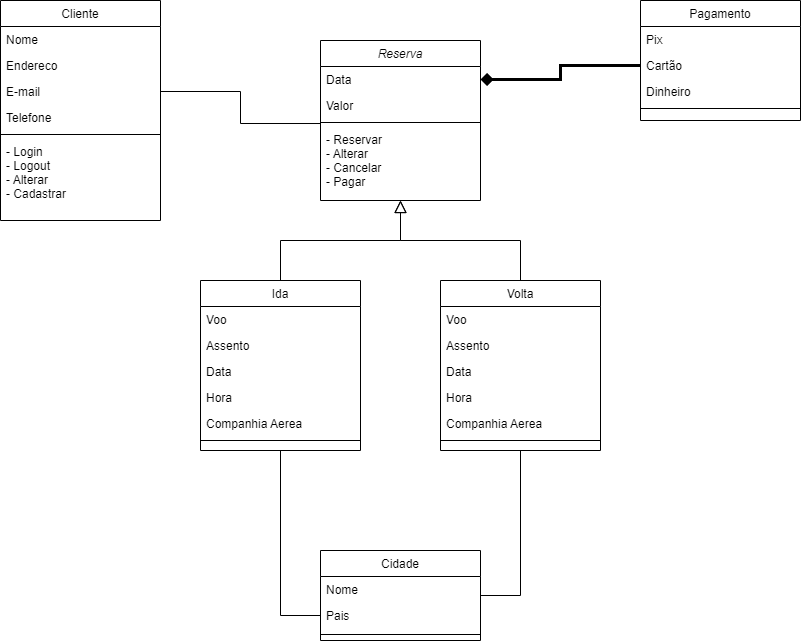 Cliente
Nome
Endereco
E-mail
Telefone
- Login
- Logout
- Alterar
- Cadastrar
Reserva
Data
Valor
- Reservar
- Alterar
- Cancelar
- Pagar
Pagamento
Pix
Cartão
Dinheiro
Ida
Voo
Assento
Data
Hora
Companhia Aerea
Volta
Voo
Assento
Data
Hora
Companhia Aerea
Cidade
Nome
Pais